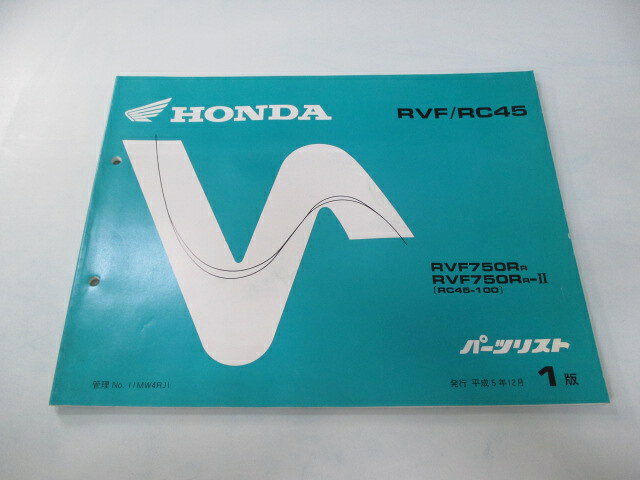 HONDA
RVF/RC45
RVF750RR
RVF750RR-II
(RC45-100)
パーツリスト
管理 No. 11MW4RJ1
発行 平成5年12月 1版